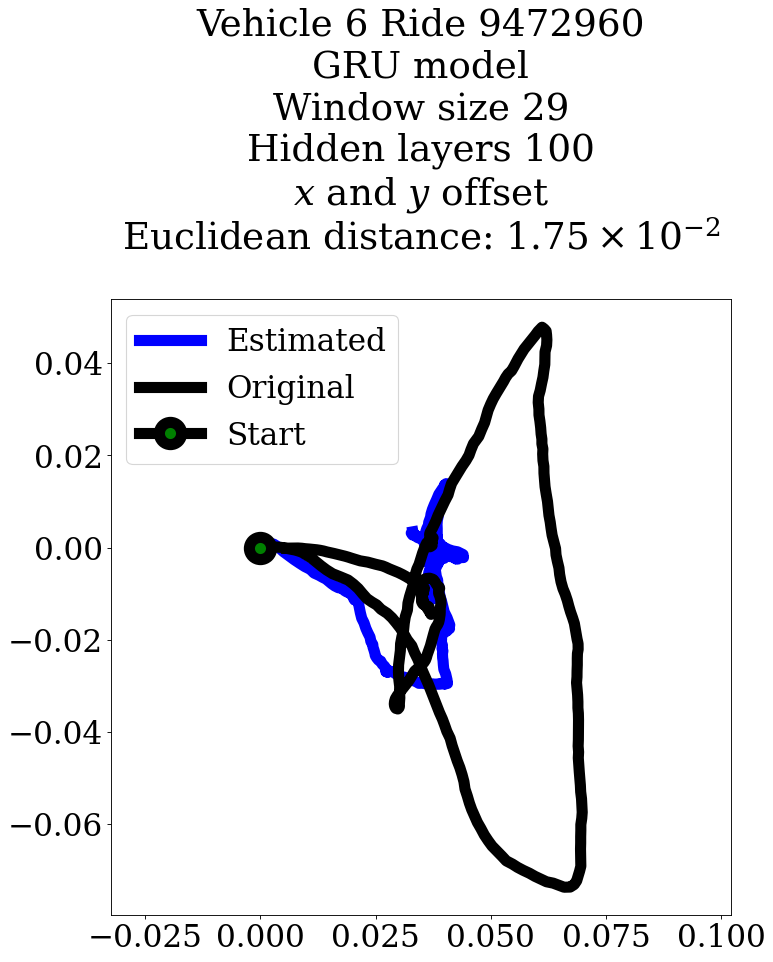 Vehicle 6 Ride 9472960
GRU model
Window size 29
Hidden layers 100
x and y offset
Euclidean distance: 1.75 × 10⁻²
Estimated
Original
Start
0.04
0.02
0.00
−0.02
−0.04
−0.06
−0.025 0.000 0.025 0.050 0.075 0.100